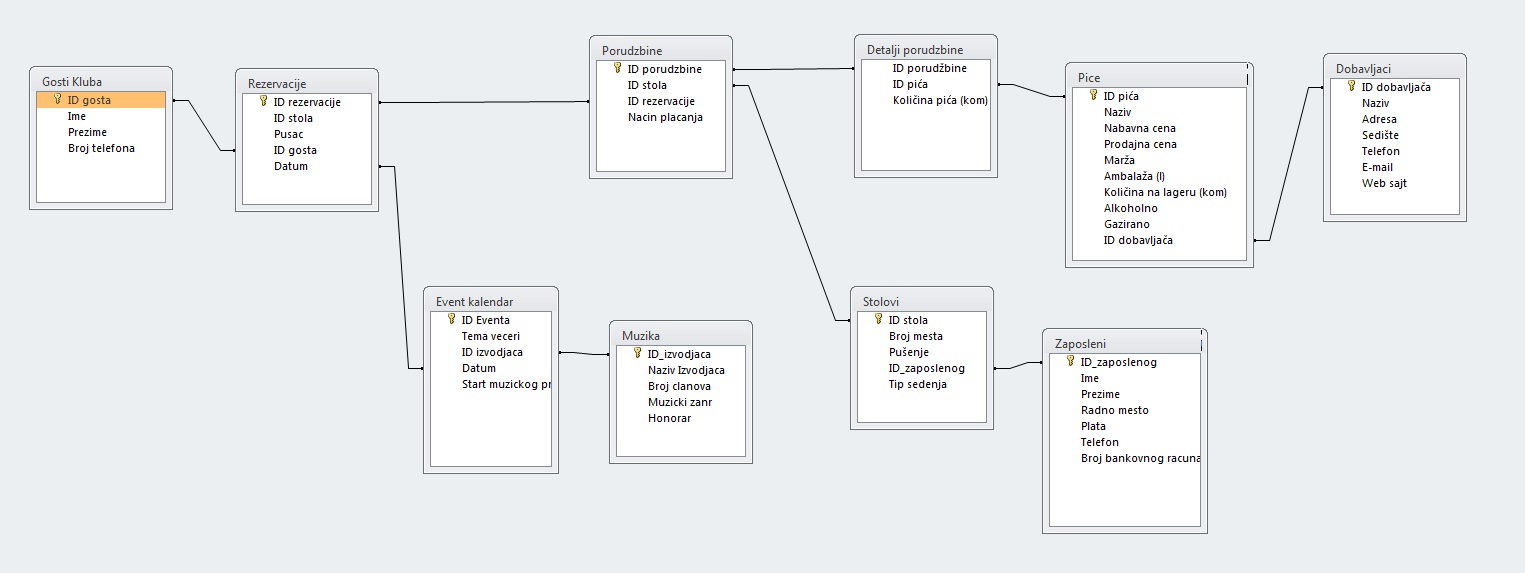 Gosti Kluba
ID gosta
Ime
Prezime
Broj telefona
Rezervacije
ID rezervacije
ID stola
Pusac
ID gosta
Datum
Porudzbine
ID porudzbine
ID stola
ID rezervacije
Nacin placanja
Detalji porudzbine
ID porudžbine
ID pića
Količina pića (kom)
Pice
ID pića
Naziv
Nabavna cena
Prodajna cena
Marža
Ambalaža (l)
Količina na lageru (kom)
Alkoholno
Gazirano
ID dobavljača
Dobavljaci
ID dobavljača
Naziv
Adresa
Sedište
Telefon
E-mail
Web sajt
Event kalendar
ID Eventa
Tema veceri
ID izvodjaca
Datum
Start muzickog pr
Muzika
ID_izvodjaca
Naziv Izvodjaca
Broj clanova
Muzicki zanr
Honorar
Stolovi
ID stola
Broj mesta
Pušenje
ID_zaposlenog
Tip sedenja
Zaposleni
ID_zaposlenog
Ime
Prezime
Radno mesto
Plata
Telefon
Broj bankovnog racuna